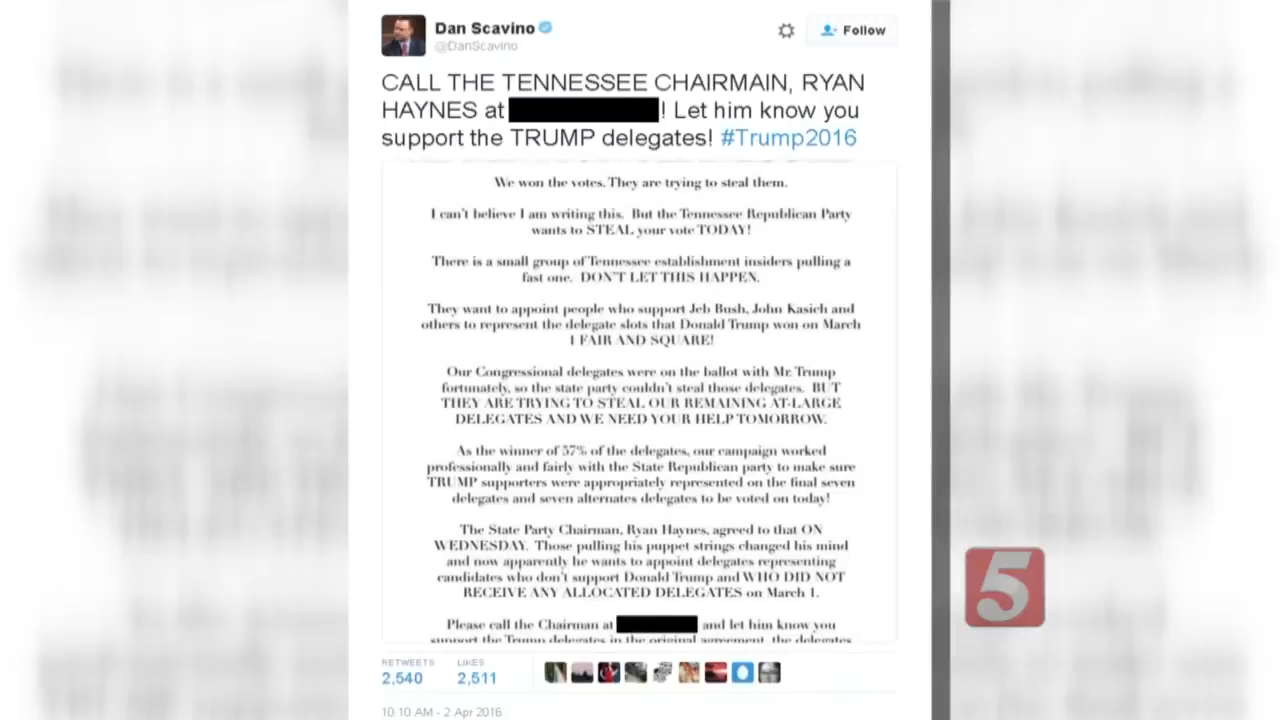 Dan Scavino
@DanScavino
Follow
CALL THE TENNESSEE CHAIRMAIN, RYAN
HAYNES at ! Let him know you
support the TRUMP delegates! #Trump2016
We won the votes. They are trying to steal them.
I can't believe I am writing this. But the Tennessee Republican Party
wants to STEAL your vote TODAY!
There is a small group of Tennessee establishment insiders pulling a
fast one. DON'T LET THIS HAPPEN.
They want to appoint people who support Jeb Bush, John Kasich and
others to represent the delegate slots that Donald Trump won on March
1 FAIR AND SQUARE!
Our Congressional delegates were on the ballot with Mr. Trump
fortunately, so the state party couldn't steal those delegates. BUT
THEY ARE TRYING TO STEAL OUR REMAINING AT-LARGE
DELEGATES AND WE NEED YOUR HELP TOMORROW.
As the winner of 57% of the delegates, our campaign worked
professionally and fairly with the State Republican party to make sure
TRUMP supporters were appropriately represented on the final seven
delegates and seven alternates delegates to be voted on today!
The State Party Chairman, Ryan Haynes, agreed to that ON
WEDNESDAY. Those pulling his puppet strings changed his mind
and now apparently he wants to appoint delegates representing
candidates who don't support Donald Trump and WHO DID NOT
RECEIVE ANY ALLOCATED DELEGATES on March 1.
Please call the Chairman at and let him know you
support the Trump delegates in the original agreement, the delegates
RETWEETS LIKES
2,540 2,511
10:10 AM - 2 Apr 2016
5